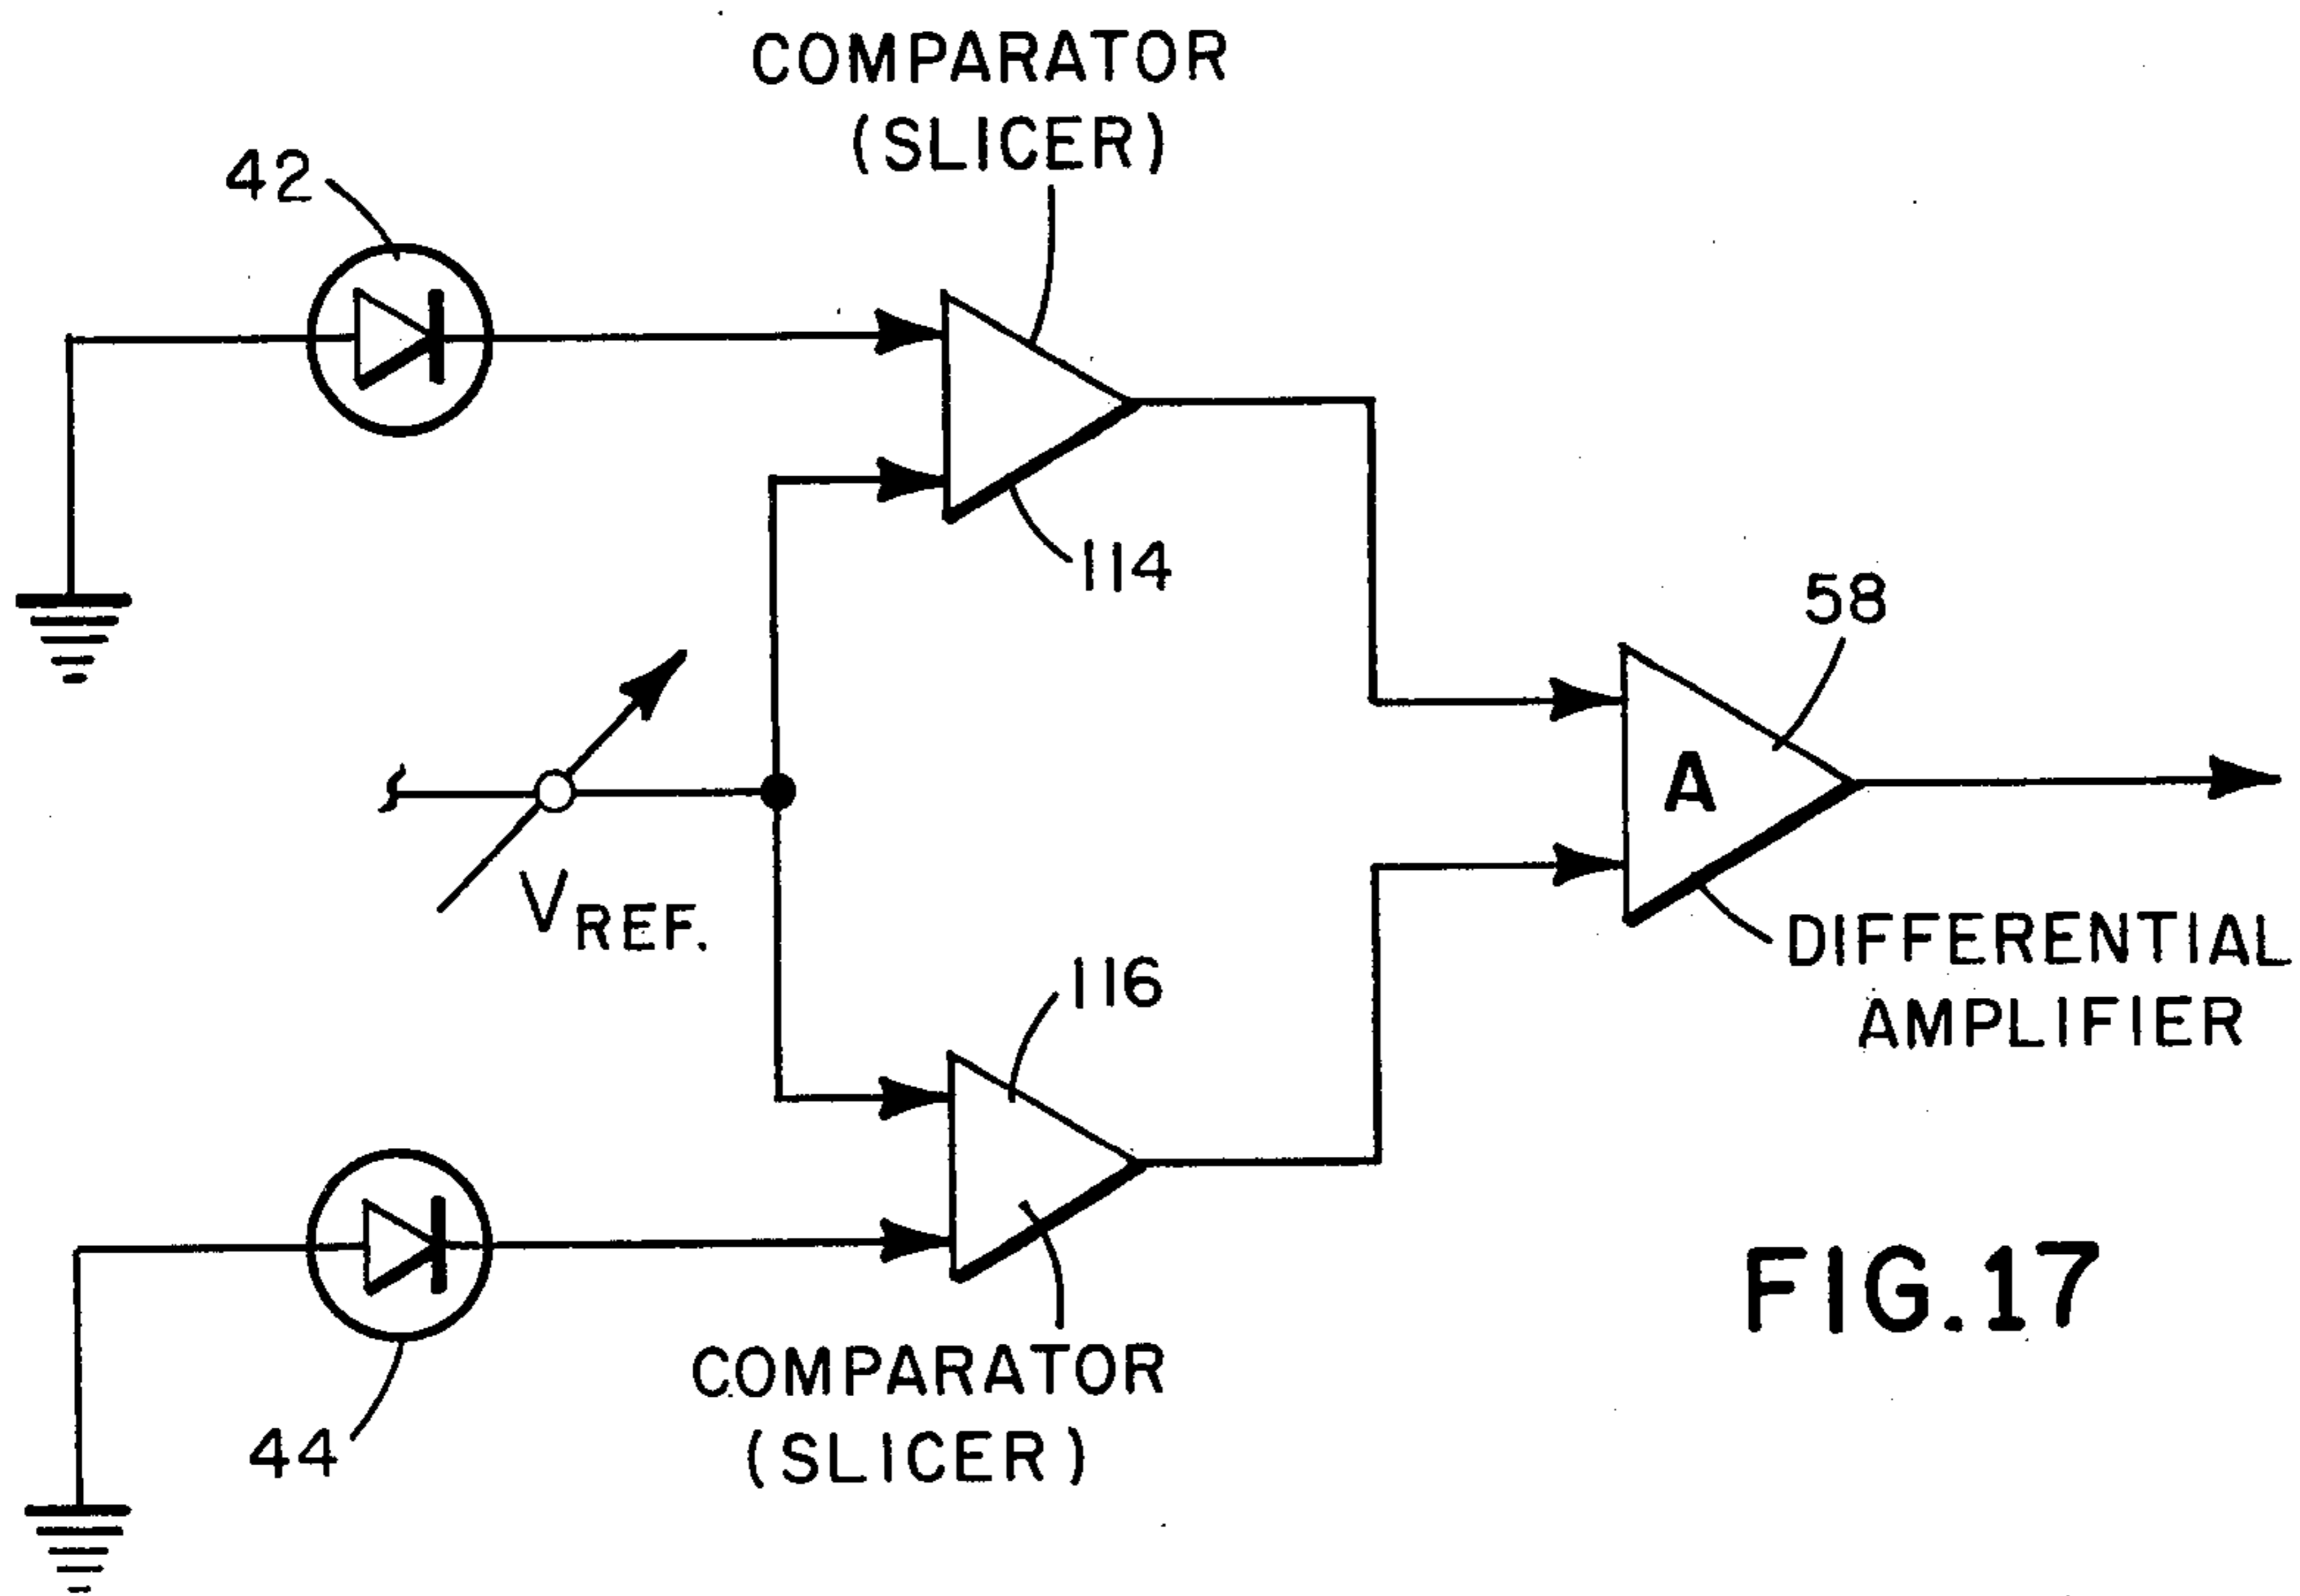 COMPARATOR
(SLICER)
42
114
58
A
VREF.
DIFFERENTIAL
AMPLIFIER
116
COMPARATOR
(SLICER)
44
FIG.17